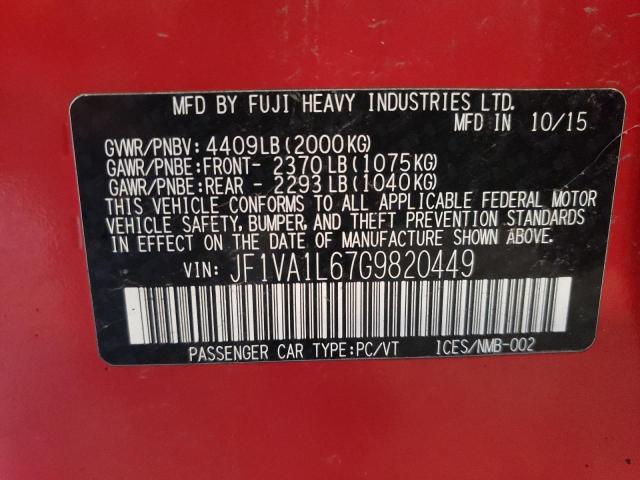 MFD BY FUJI HEAVY INDUSTRIES LTD.
MFD IN 10/15
GVWR/PNBV: 4409LB(2000KG)
GAWR/PNBE:FRONT- 2370LB(1075KG)
GAWR/PNBE:REAR - 2293LB(1040KG)
THIS VEHICLE CONFORMS TO ALL APPLICABLE FEDERAL MOTOR
VEHICLE SAFETY, BUMPER, AND THEFT PREVENTION STANDARDS
IN EFFECT ON THE DATE OF MANUFACTURE SHOWN ABOVE.
VIN: JF1VA1L67G9820449
PASSENGER CAR TYPE:PC/VT ICES/NMB-002